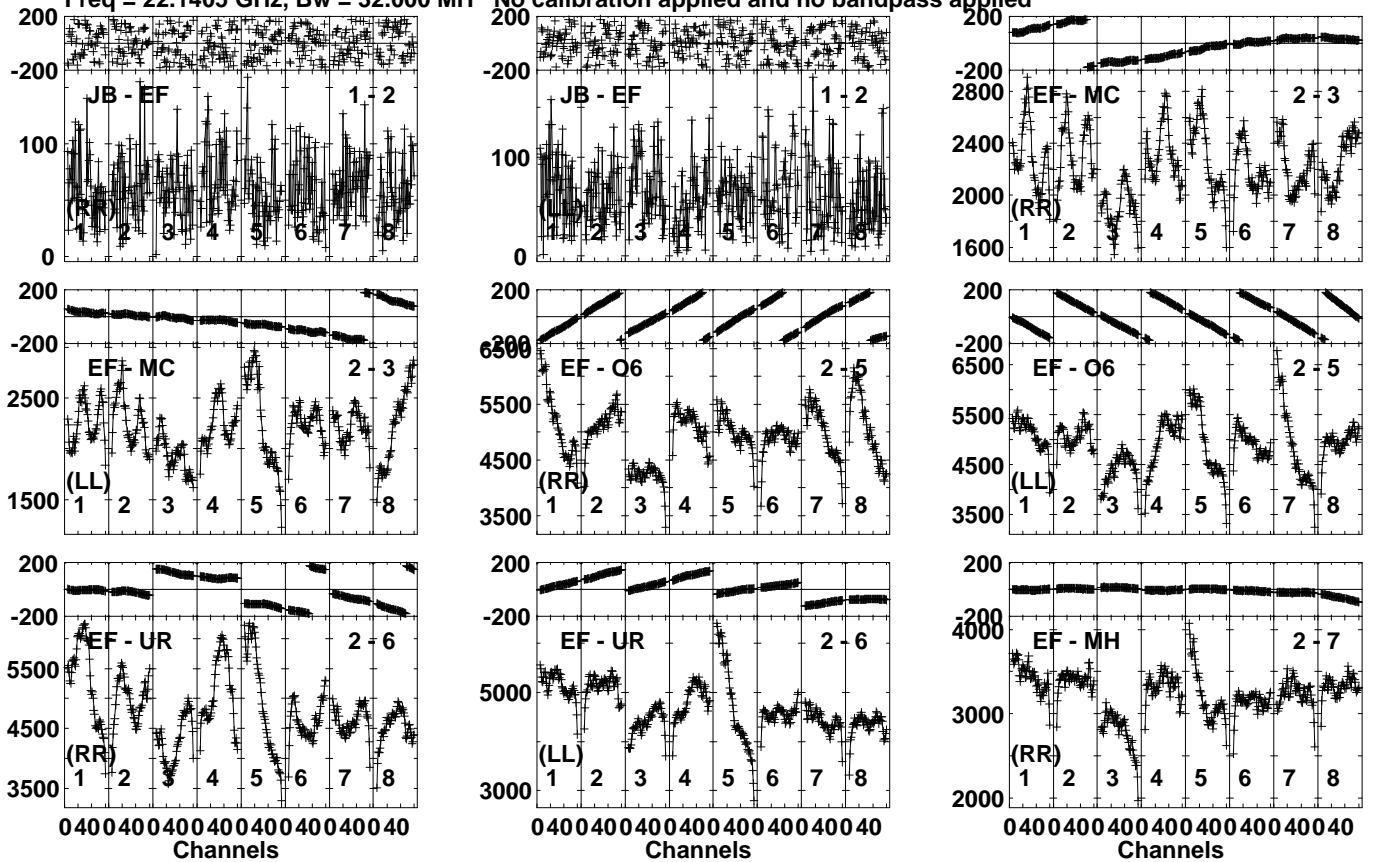 Freq = 22.1405 GHz, Bw = 32.000 MH No calibration applied and no bandpass applied
200
-200
JB - EF 1 - 2
100
(RR)
1 2 3 4 5 6 7 8
0
200
-200
JB - EF 1 - 2
100
(LL)
1 2 3 4 5 6 7 8
0
200
-200
2800
EF - MC 2 - 3
2400
2000
(RR)
1 2 3 4 5 6 7 8
1600
200
-200
EF - MC 2 - 3
2500
(LL)
1500
1 2 3 4 5 6 7 8
200
-200
6500
EF - O6 2 - 5
5500
4500
(RR)
1 2 3 4 5 6 7 8
3500
200
-200
EF - O6 2 - 5
6500
5500
4500
(LL)
1 2 3 4 5 6 7 8
3500
200
-200
EF - UR 2 - 6
5500
4500
(RR)
1 2 3 4 5 6 7 8
3500
200
-200
EF - UR 2 - 6
5000
(LL)
1 2 3 4 5 6 7 8
3000
200
-200
4000
EF - MH 2 - 7
3000
(RR)
1 2 3 4 5 6 7 8
2000
0 40 0 40 0 40 0 40 0 40 0 40 0 40 0 40
Channels
0 40 0 40 0 40 0 40 0 40 0 40 0 40 0 40
Channels
0 40 0 40 0 40 0 40 0 40 0 40 0 40 0 40
Channels